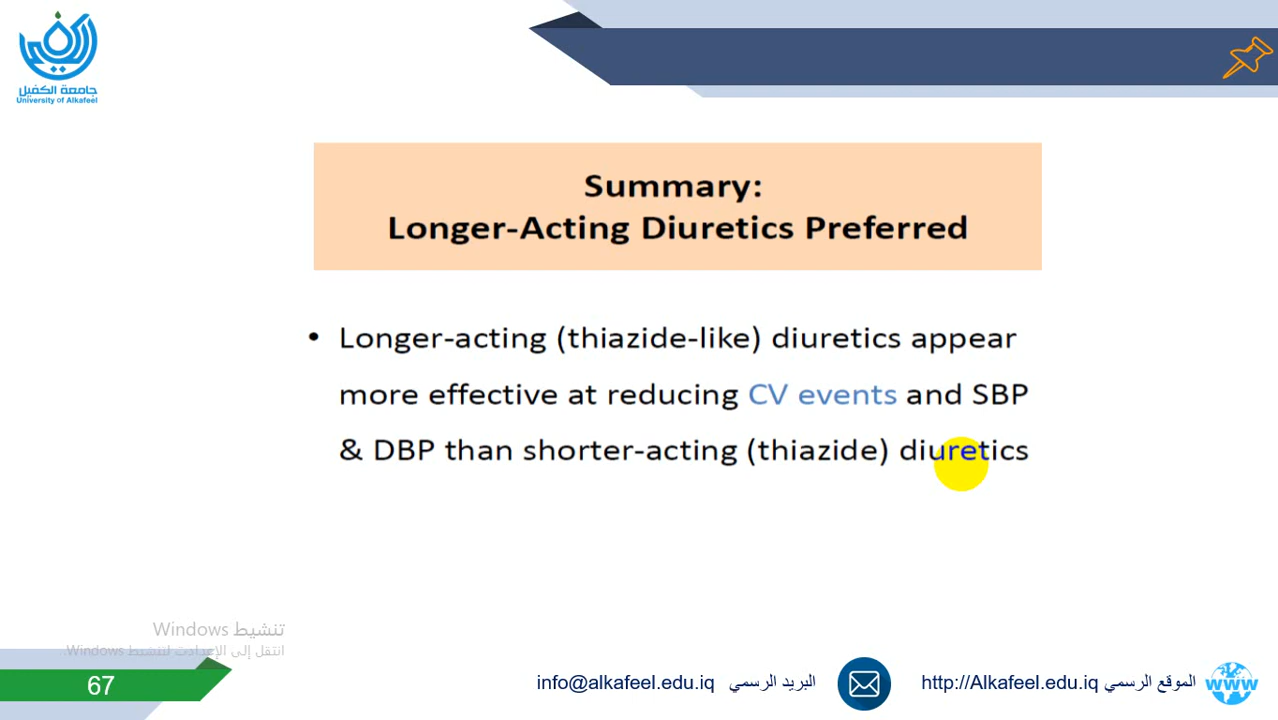 جامعة الكفيل
University of Alkafeel
Summary:
Longer-Acting Diuretics Preferred
• Longer-acting (thiazide-like) diuretics appear
more effective at reducing CV events and SBP
& DBP than shorter-acting (thiazide) diuretics
تنشيط Windows
انتقل إلى الإعدادت لتنشيط Windows.
67
info@alkafeel.edu.iq البريد الرسمي
http://Alkafeel.edu.iq الموقع الرسمي
www